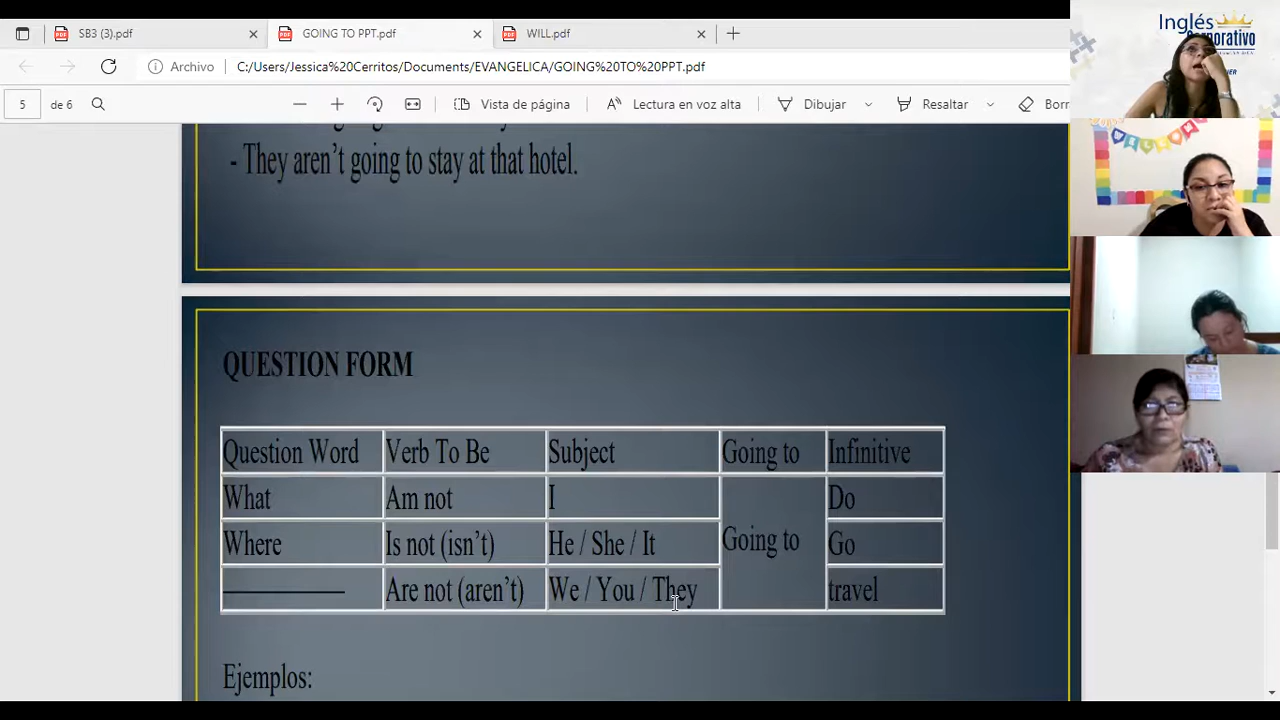 SB3 (3).pdf
GOING TO PPT.pdf
WILL.pdf
Archivo
C:/Users/Jessica%20Cerritos/Documents/EVANGELICA/GOING%20TO%20PPT.pdf
5
de 6
Vista de página
Lectura en voz alta
Dibujar
Resaltar
Borr
- They aren't going to stay at that hotel.
QUESTION FORM
Question Word Verb To Be Subject Going to Infinitive
What Am not I Do
Where Is not (isn't) He / She / It Going to Go
Are not (aren't) We / You / They travel
Ejemplos:
Inglés